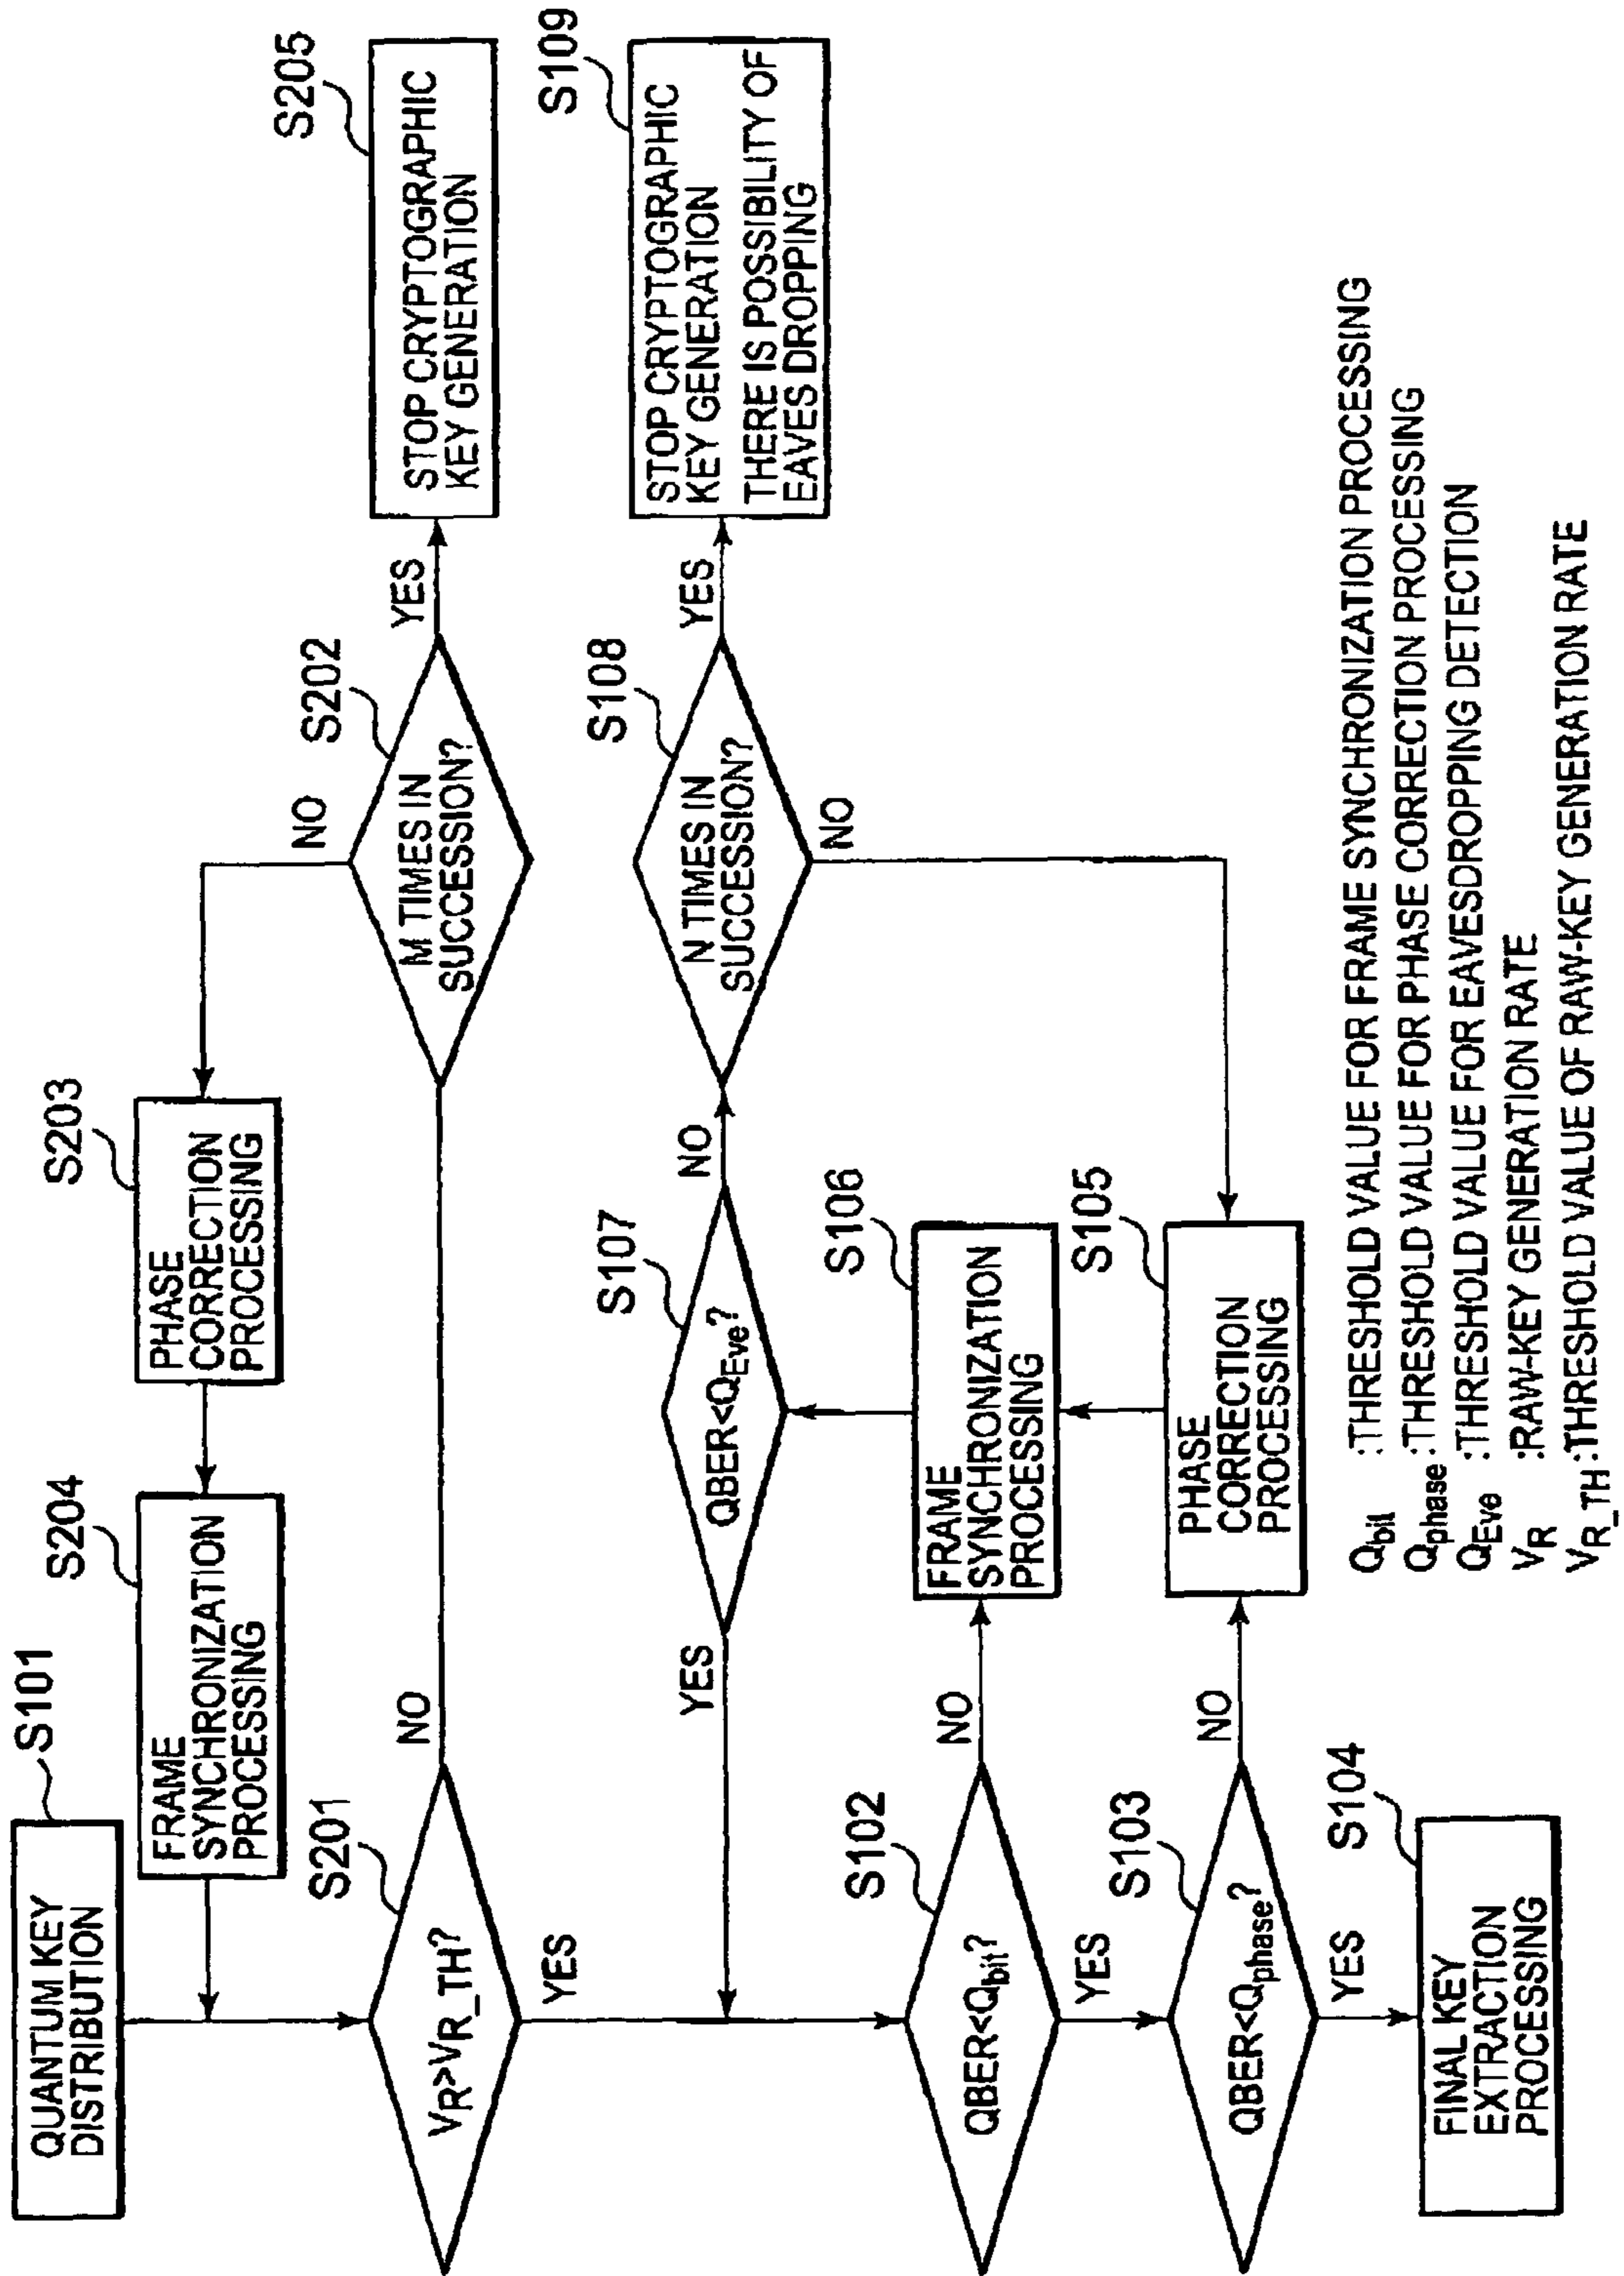 QUANTUM KEY
DISTRIBUTION
S101
FRAME
SYNCHRONIZATION
PROCESSING
S204
PHASE
CORRECTION
PROCESSING
S203
VR>VR_TH?
S201
NO
YES
M TIMES IN
SUCCESSION?
S202
NO
YES
STOP CRYPTOGRAPHIC
KEY GENERATION
S205
QBER<QEve?
S107
YES
NO
N TIMES IN
SUCCESSION?
S108
YES
NO
STOP CRYPTOGRAPHIC
KEY GENERATION
THERE IS POSSIBILITY OF
EAVES DROPPING
S109
QBER<Qbit?
S102
NO
YES
FRAME
SYNCHRONIZATION
PROCESSING
S106
QBER<Qphase?
S103
NO
YES
PHASE
CORRECTION
PROCESSING
S105
FINAL KEY
EXTRACTION
PROCESSING
S104
Qbit :THRESHOLD VALUE FOR FRAME SYNCHRONIZATION PROCESSING
Qphase :THRESHOLD VALUE FOR PHASE CORRECTION PROCESSING
QEve :THRESHOLD VALUE FOR EAVESDROPPING DETECTION
VR :RAW-KEY GENERATION RATE
VR_TH :THRESHOLD VALUE OF RAW-KEY GENERATION RATE